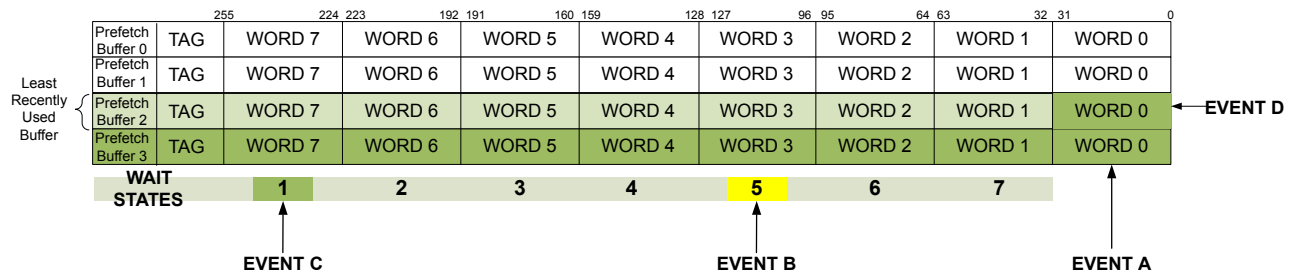 255 224 223 192 191 160 159 128 127 96 95 64 63 32 31 0
Prefetch Buffer 0 TAG WORD 7 WORD 6 WORD 5 WORD 4 WORD 3 WORD 2 WORD 1 WORD 0
Prefetch Buffer 1 TAG WORD 7 WORD 6 WORD 5 WORD 4 WORD 3 WORD 2 WORD 1 WORD 0
Least Recently Used Buffer
Prefetch Buffer 2 TAG WORD 7 WORD 6 WORD 5 WORD 4 WORD 3 WORD 2 WORD 1 WORD 0 EVENT D
Prefetch Buffer 3 TAG WORD 7 WORD 6 WORD 5 WORD 4 WORD 3 WORD 2 WORD 1 WORD 0
WAIT STATES 1 2 3 4 5 6 7
EVENT C EVENT B EVENT A